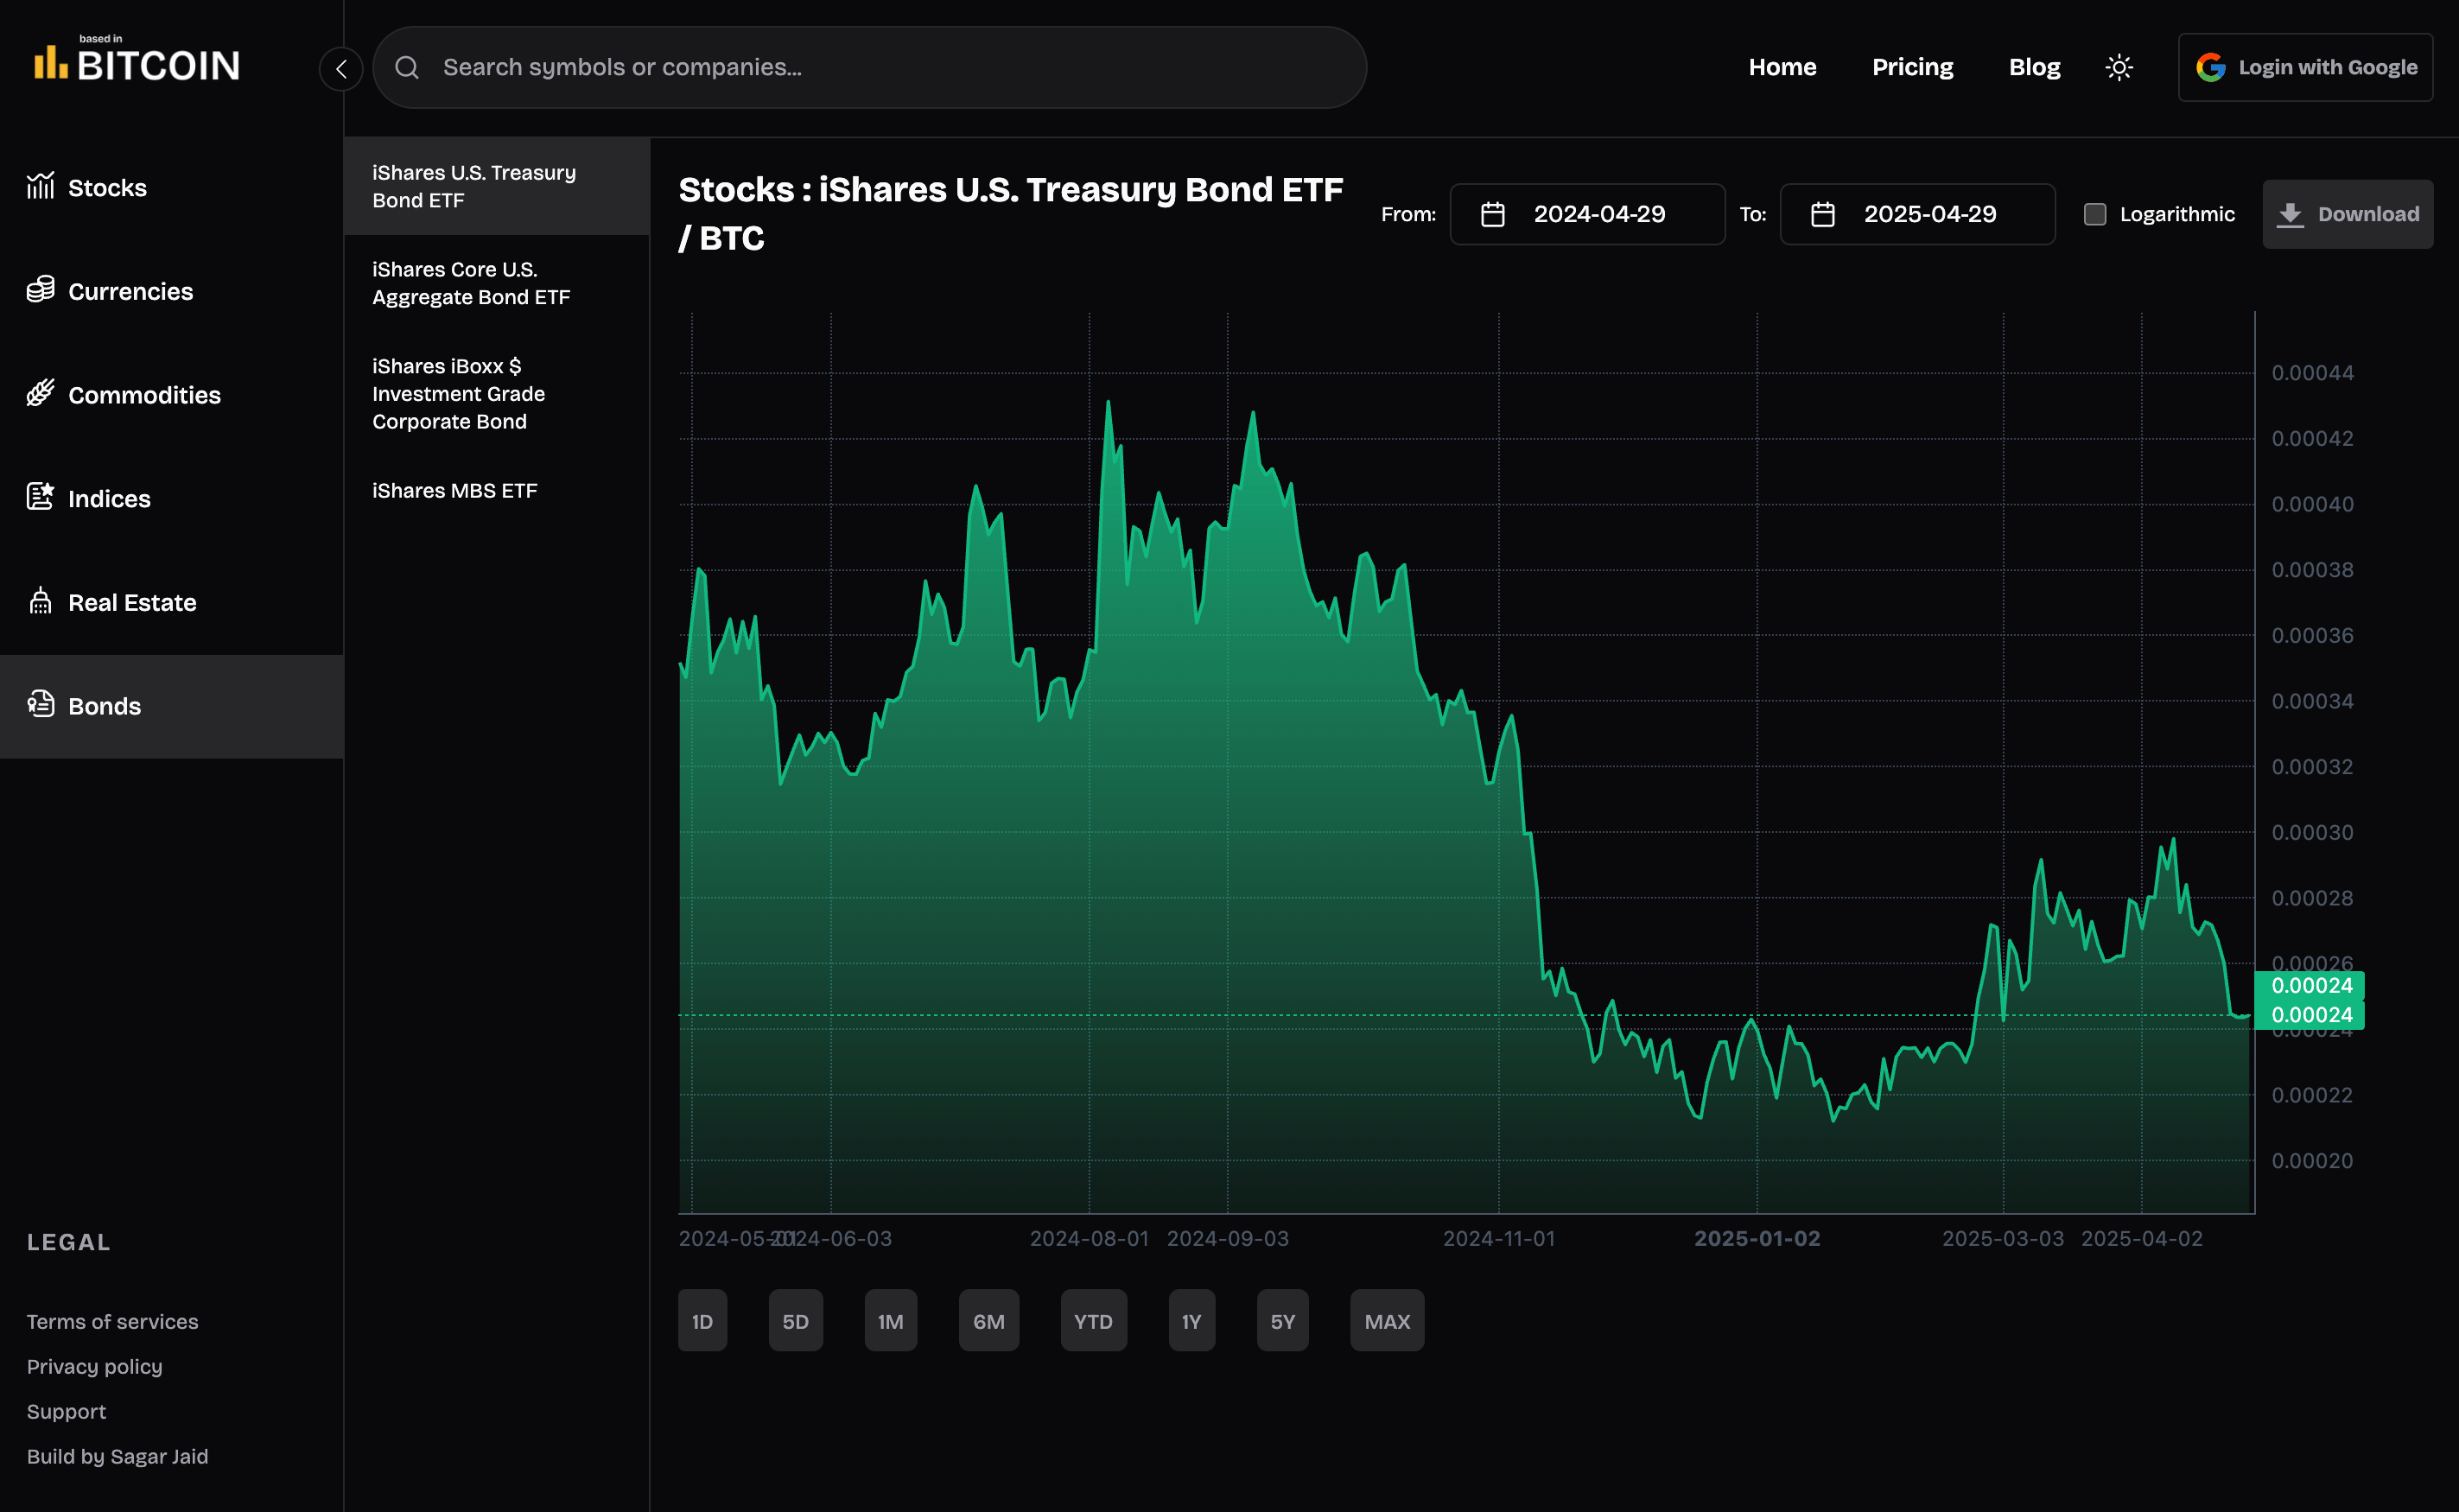 based in
BITCOIN
Search symbols or companies...
Home
Pricing
Blog
Login with Google
Stocks
Currencies
Commodities
Indices
Real Estate
Bonds
LEGAL
Terms of services
Privacy policy
Support
Build by Sagar Jaid
iShares U.S. Treasury
Bond ETF
iShares Core U.S.
Aggregate Bond ETF
iShares iBoxx $
Investment Grade
Corporate Bond
iShares MBS ETF
Stocks : iShares U.S. Treasury Bond ETF
/ BTC
From:
2024-04-29
To:
2025-04-29
Logarithmic
Download
0.00044
0.00042
0.00040
0.00038
0.00036
0.00034
0.00032
0.00030
0.00028
0.00026
0.00024
0.00024
0.00024
0.00022
0.00020
2024-05-01
2024-06-03
2024-08-01
2024-09-03
2024-11-01
2025-01-02
2025-03-03
2025-04-02
1D
5D
1M
6M
YTD
1Y
5Y
MAX